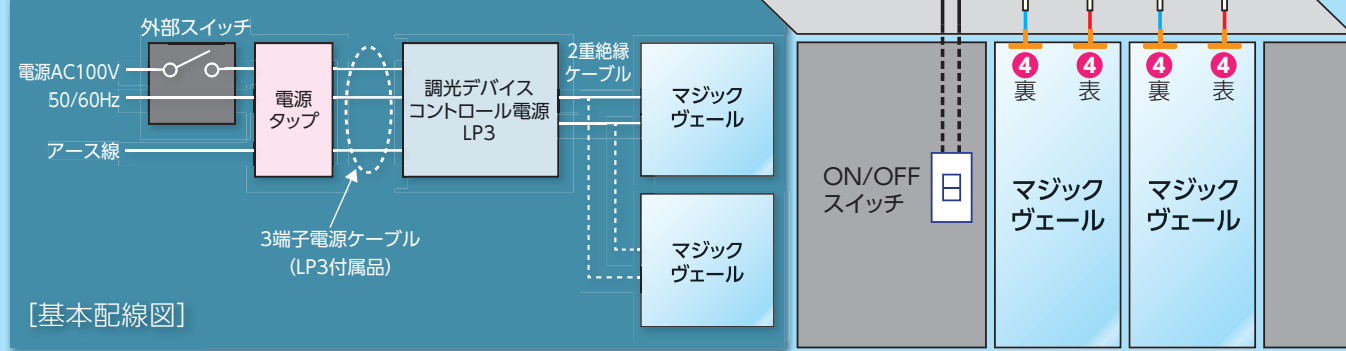 外部スイッチ
電源AC100V
50/60Hz
アース線
電源
タップ
調光デバイス
コントロール電源
LP3
2重絶縁
ケーブル
マジック
ヴェール
マジック
ヴェール
3端子電源ケーブル
（LP3付属品）
[基本配線図]
ON/OFF
スイッチ
4 4 4 4
裏 表 裏 表
マジック
ヴェール
マジック
ヴェール